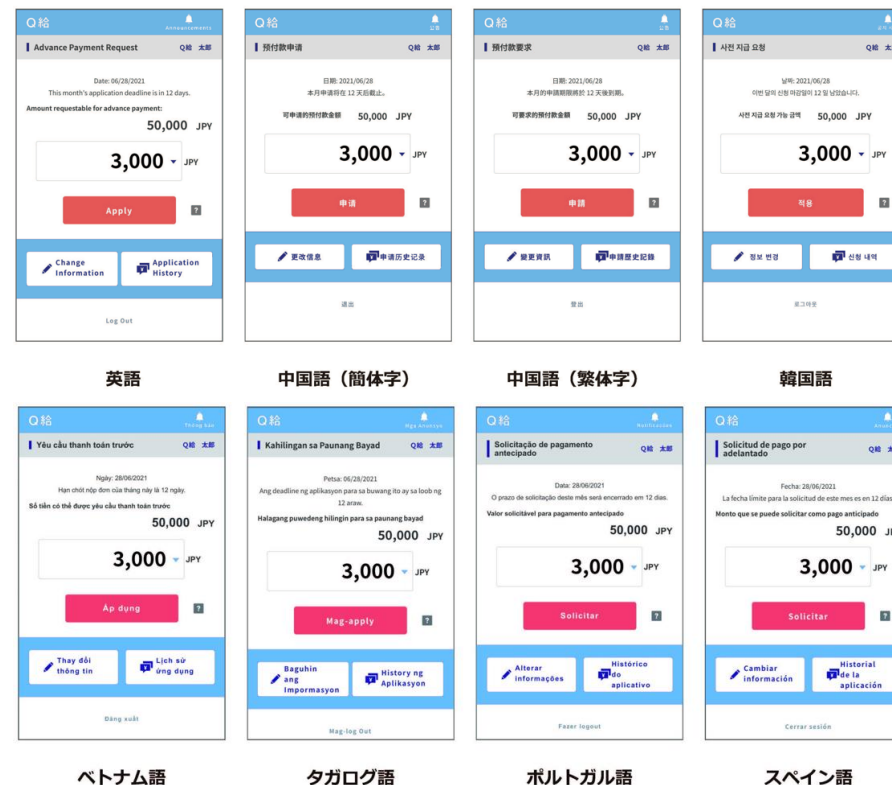 Q給
Announcements
Advance Payment Request Q給 太郎
Date: 06/28/2021
This month's application deadline is in 12 days.
Amount requestable for advance payment:
50,000 JPY
3,000 JPY
Apply ?
Change Information
Application History
Log Out
英語
Q給
公告
预付款申请 Q給 太郎
日期: 2021/06/28
本月申请将在 12 天后截止。
可申请的预付款金额 50,000 JPY
3,000 JPY
申请 ?
更改信息
申请历史记录
退出
中国語（簡体字）
Q給
公告
預付款要求 Q給 太郎
日期: 2021/06/28
本月的申請期限將於 12 天後到期。
可要求的預付款金額 50,000 JPY
3,000 JPY
申請 ?
變更資訊
申請歷史記錄
登出
中国語（繁体字）
Q給
사전 지급 요청 Q給
날짜: 2021/06/28
이번 달의 신청 마감일이 12 일 남았습니다.
사전 지급 요청 가능 금액 50,000 JPY
3,000 JPY
적용 ?
정보 변경
신청 내역
로그아웃
韓国語
Q給
Thông báo
Yêu cầu thanh toán trước Q給 太郎
Ngày: 28/06/2021
Hạn chót nộp đơn của tháng này là 12 ngày.
Số tiền có thể được yêu cầu thanh toán trước
50,000 JPY
3,000 JPY
Áp dụng ?
Thay đổi thông tin
Lịch sử ứng dụng
Đăng xuất
ベトナム語
Q給
Mga Anunsyo
Kahilingan sa Paunang Bayad Q給 太郎
Petsa: 06/28/2021
Ang deadline ng aplikasyon para sa buwang ito ay sa loob ng
12 araw.
Halagang puwedeng hilingin para sa paunang bayad
50,000 JPY
3,000 JPY
Mag-apply ?
Baguhin ang Impormasyon
History ng Aplikasyon
Mag-log Out
タガログ語
Q給
Notificações
Solicitação de pagamento
antecipado Q給 太郎
Data: 28/06/2021
O prazo de solicitação deste mês será encerrado em 12 dias.
Valor solicitável para pagamento antecipado
50,000 JPY
3,000 JPY
Solicitar ?
Alterar informações
Histórico do aplicativo
Fazer logout
ポルトガル語
Q給
Solicitud de pago por
adelantado Q給
Fecha: 28/06/2021
La fecha límite para la solicitud de este mes es en 12 días
Monto que se puede solicitar como pago anticipado
50,000
3,000 JPY
Solicitar ?
Cambiar información
Historial de la aplicación
Cerrar sesión
スペイン語